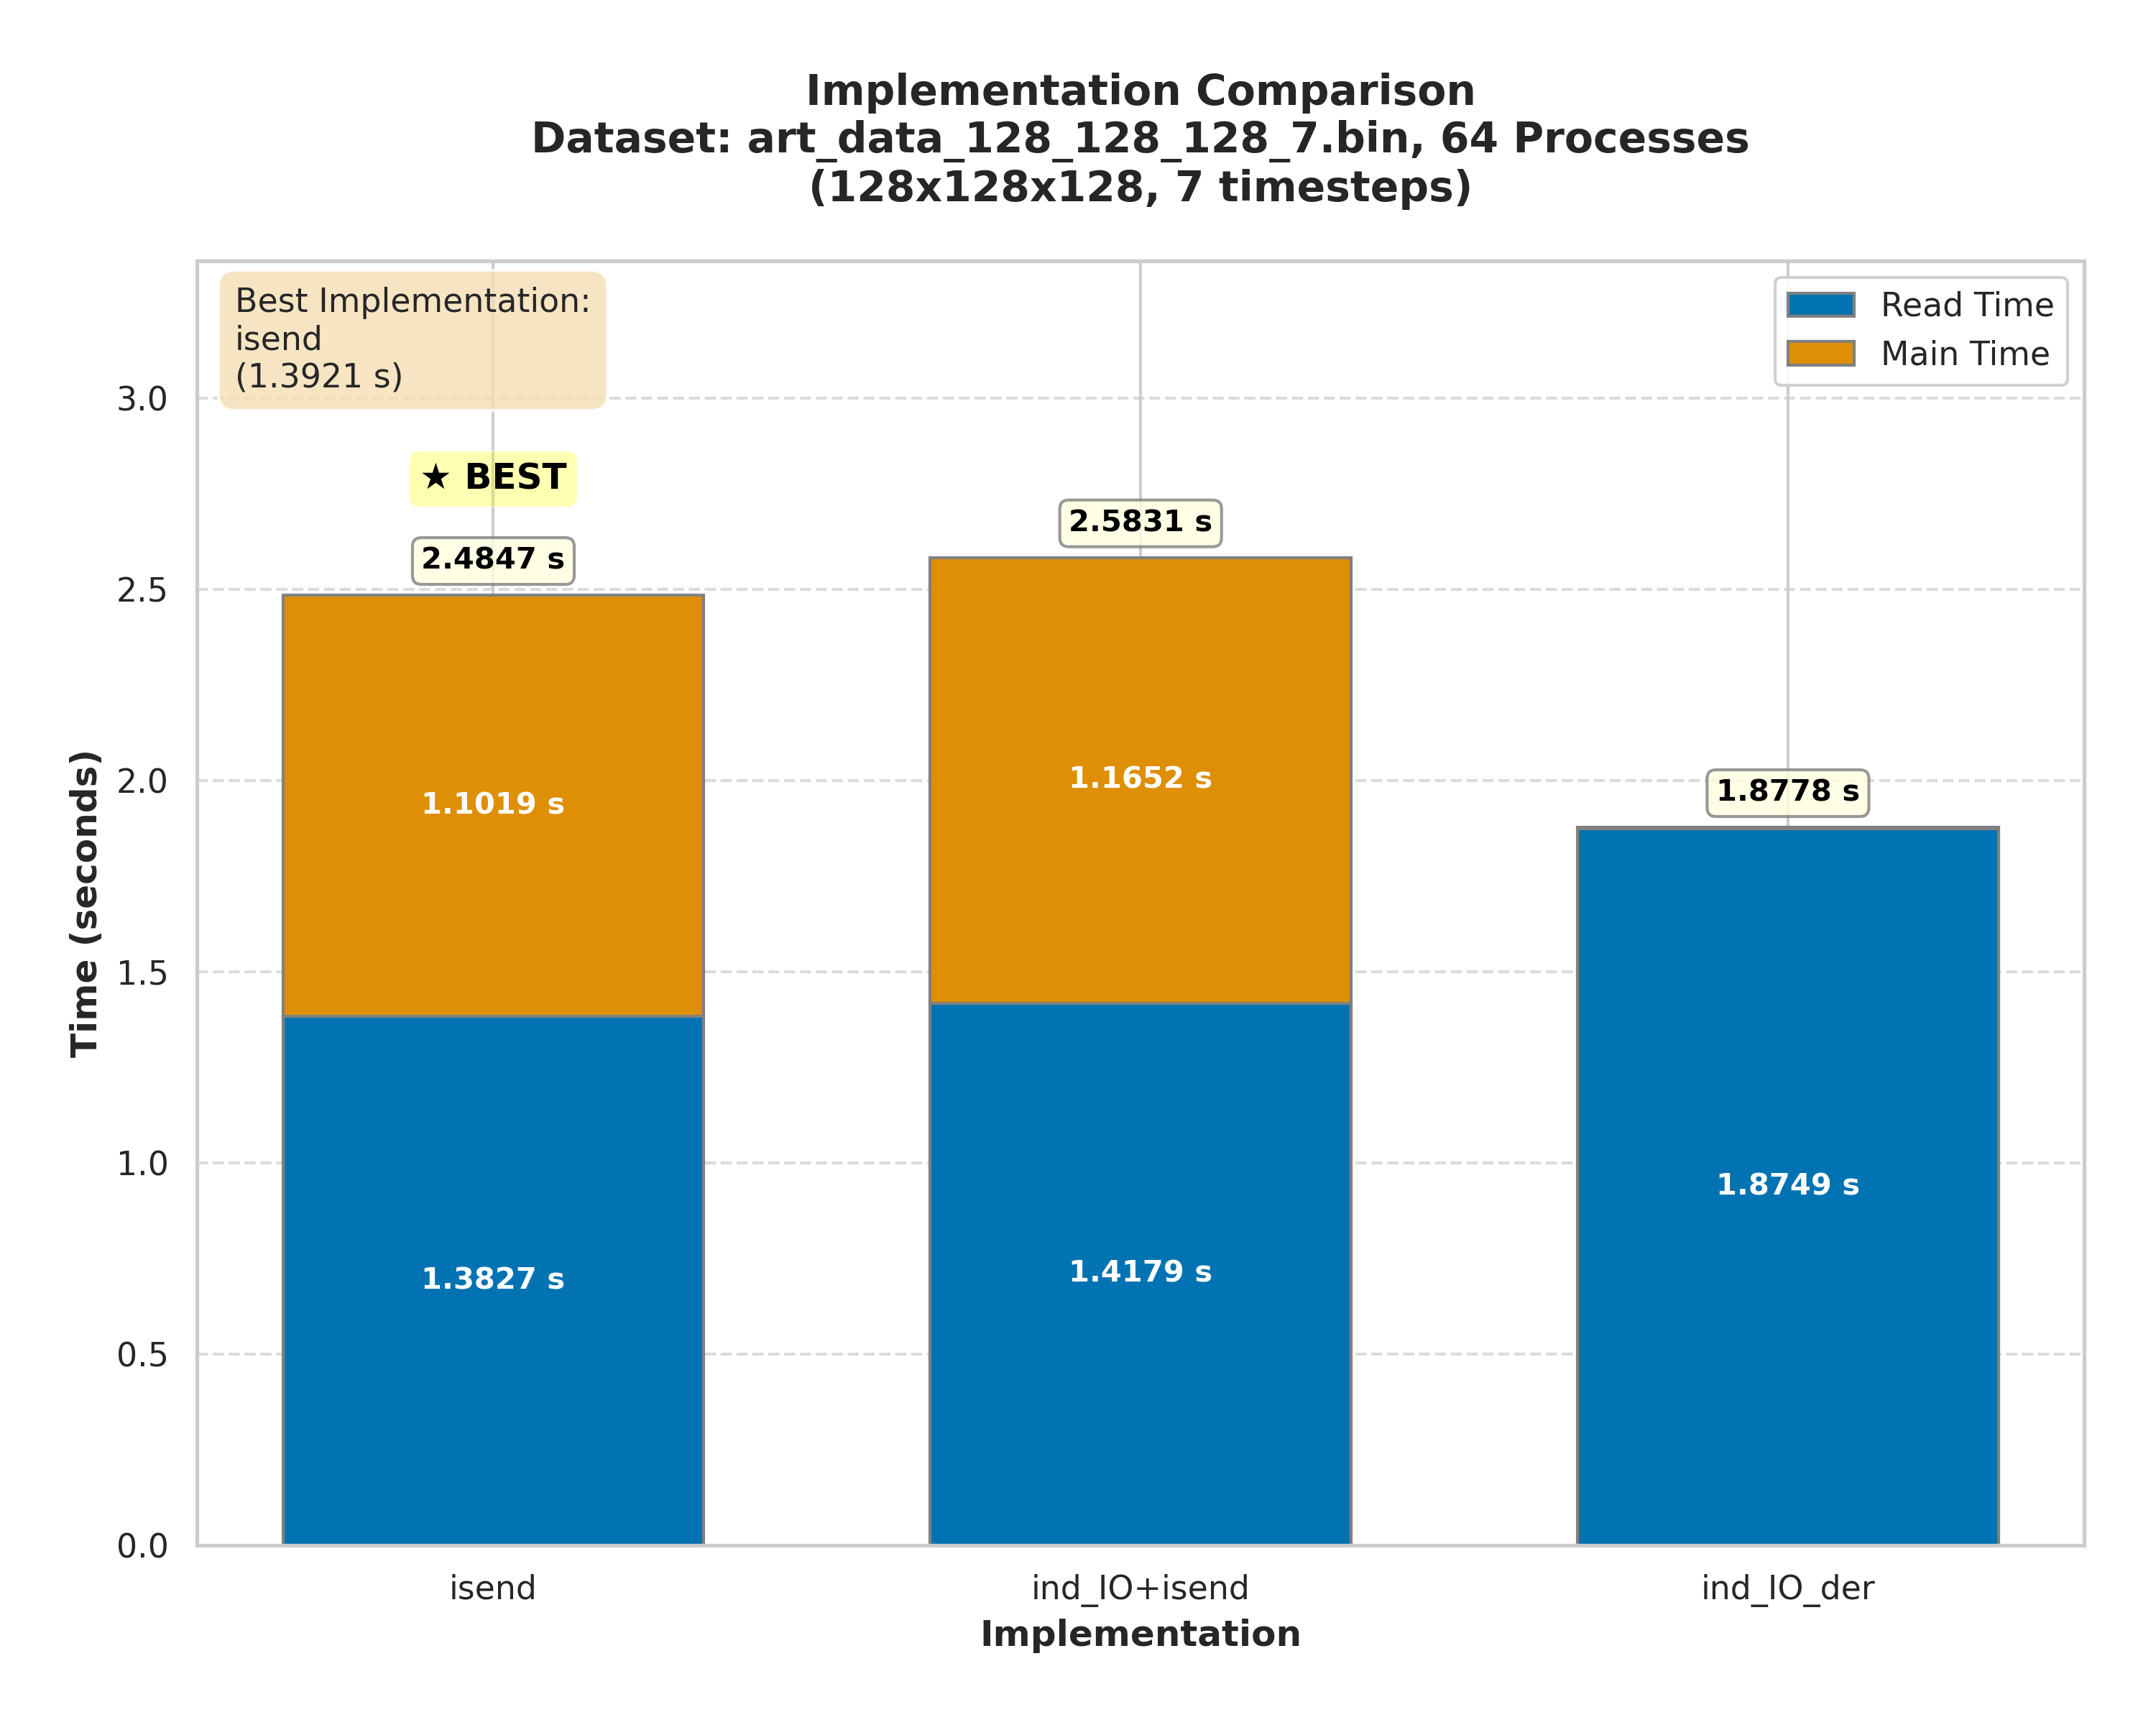 Implementation Comparison
Dataset: art_data_128_128_128_7.bin, 64 Processes
(128x128x128, 7 timesteps)
Best Implementation:
isend
(1.3921 s)
Read Time
Main Time
★ BEST
2.4847 s
2.5831 s
1.8778 s
1.1019 s
1.1652 s
1.3827 s
1.4179 s
1.8749 s
Time (seconds)
3.0
2.5
2.0
1.5
1.0
0.5
0.0
isend
ind_IO+isend
ind_IO_der
Implementation